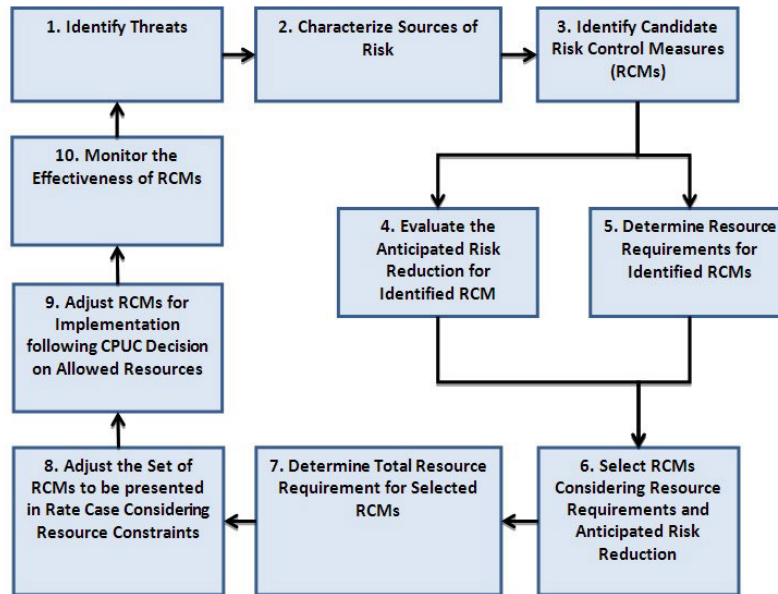 1. Identify Threats
2. Characterize Sources of
Risk
3. Identify Candidate
Risk Control Measures
(RCMs)
10. Monitor the
Effectiveness of RCMs
4. Evaluate the
Anticipated Risk
Reduction for
Identified RCM
5. Determine Resource
Requirements for
Identified RCMs
9. Adjust RCMs for
Implementation
following CPUC Decision
on Allowed Resources
8. Adjust the Set of
RCMs to be presented
in Rate Case Considering
Resource Constraints
7. Determine Total Resource
Requirement for Selected
RCMs
6. Select RCMs
Considering Resource
Requirements and
Anticipated Risk
Reduction